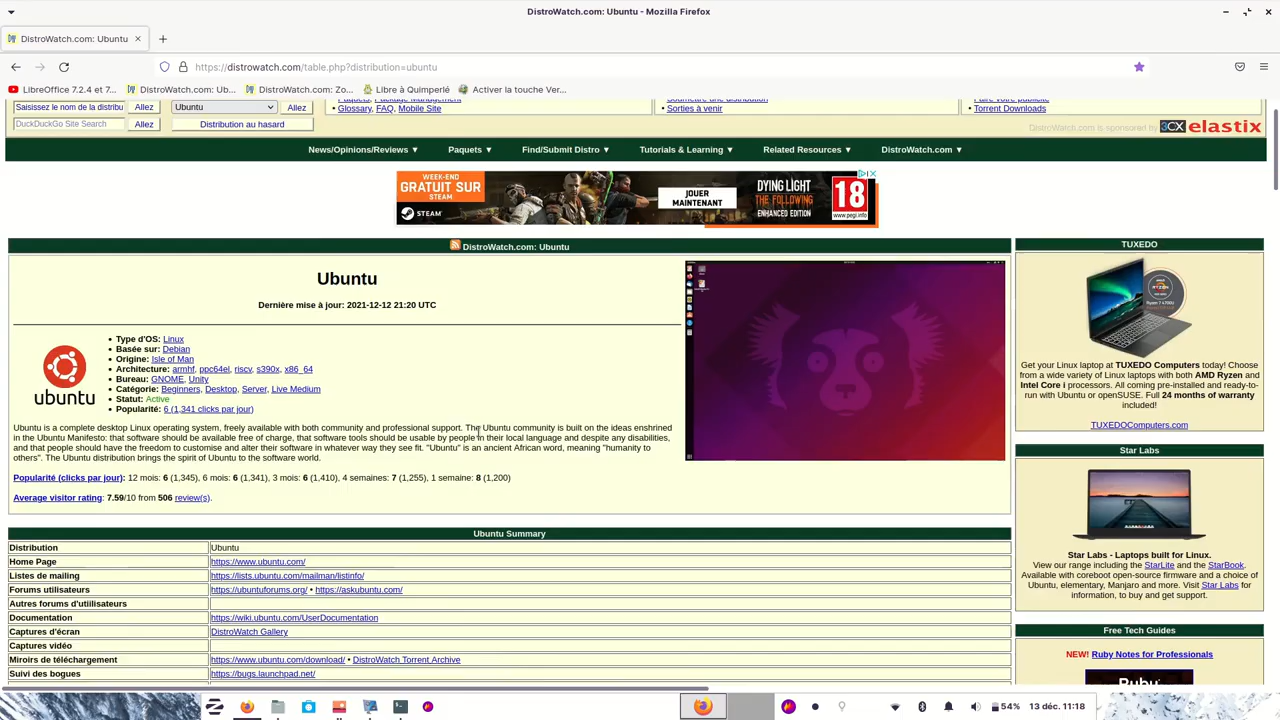 DistroWatch.com: Ubuntu - Mozilla Firefox
DistroWatch.com: Ubuntu
https://distrowatch.com/table.php?distribution=ubuntu
LibreOffice 7.2.4 et 7...
DistroWatch.com: Ub...
DistroWatch.com: Zo...
Libre à Quimperlé
Activer la touche Ver...
Saisissez le nom de la distribu
Allez
Ubuntu
Allez
DuckDuckGo Site Search
Allez
Distribution au hasard
• Glossary, FAQ, Mobile Site
• Sorties à venir
• Torrent Downloads
DistroWatch.com is sponsored by 3CX elastix
News/Opinions/Reviews ▼
Paquets ▼
Find/Submit Distro ▼
Tutorials & Learning ▼
Related Resources ▼
DistroWatch.com ▼
WEEK-END
GRATUIT SUR
STEAM
STEAM
JOUER
MAINTENANT
DYING LIGHT
THE FOLLOWING
ENHANCED EDITION
18
www.pegi.info
DistroWatch.com: Ubuntu
Ubuntu
Dernière mise à jour: 2021-12-12 21:20 UTC
ubuntu
• Type d'OS: Linux
• Basée sur: Debian
• Origine: Isle of Man
• Architecture: armhf, ppc64el, riscv, s390x, x86_64
• Bureau: GNOME, Unity
• Catégorie: Beginners, Desktop, Server, Live Medium
• Statut: Active
• Popularité: 6 (1,341 clicks par jour)
Ubuntu is a complete desktop Linux operating system, freely available with both community and professional support. The Ubuntu community is built on the ideas enshrined
in the Ubuntu Manifesto: that software should be available free of charge, that software tools should be usable by people in their local language and despite any disabilities,
and that people should have the freedom to customise and alter their software in whatever way they see fit. "Ubuntu" is an ancient African word, meaning "humanity to
others". The Ubuntu distribution brings the spirit of Ubuntu to the software world.
Popularité (clicks par jour): 12 mois: 6 (1,345), 6 mois: 6 (1,341), 3 mois: 6 (1,410), 4 semaines: 7 (1,255), 1 semaine: 8 (1,200)
Average visitor rating: 7.59/10 from 506 review(s).
Ubuntu Summary
Distribution Ubuntu
Home Page https://www.ubuntu.com/
Listes de mailing https://lists.ubuntu.com/mailman/listinfo/
Forums utilisateurs https://ubuntuforums.org/ • https://askubuntu.com/
Autres forums d'utiilisateurs
Documentation https://wiki.ubuntu.com/UserDocumentation
Captures d'écran DistroWatch Gallery
Captures vidéo
Miroirs de téléchargement https://www.ubuntu.com/download/ • DistroWatch Torrent Archive
Suivi des bogues https://bugs.launchpad.net/
TUXEDO
RYZEN
Ryzen 7 4700U
Get your Linux laptop at TUXEDO Computers today! Choose
from a wide variety of Linux laptops with both AMD Ryzen and
Intel Core i processors. All coming pre-installed and ready-to-
run with Ubuntu or openSUSE. Full 24 months of warranty
included!
TUXEDOComputers.com
Star Labs
Star Labs - Laptops built for Linux.
View our range including the StarLite and the StarBook.
Available with coreboot open-source firmware and a choice of
Ubuntu, elementary, Manjaro and more. Visit Star Labs for
information, to buy and get support.
Free Tech Guides
NEW! Ruby Notes for Professionals
Ruby
54%
13 déc. 11:18